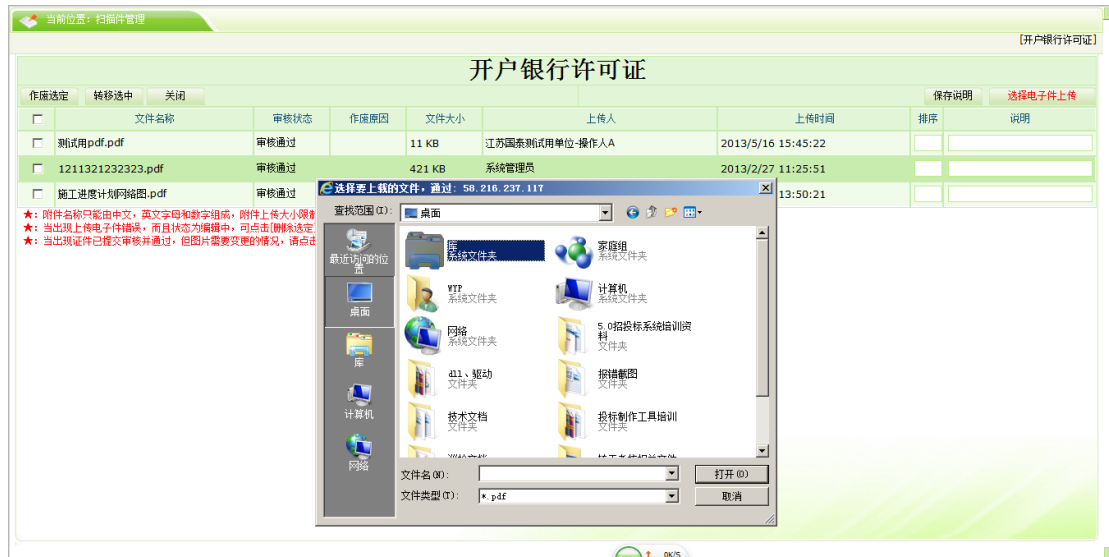 当前位置：扫描件管理
[开户银行许可证]
开户银行许可证
作废选定 转移选中 关闭 保存说明 选择电子件上传
文件名称 审核状态 作废原因 文件大小 上传人 上传时间 排序 说明
测试用pdf.pdf 审核通过 11 KB 江苏国泰测试用单位-操作人A 2013/5/16 15:45:22
1211321232323.pdf 审核通过 421 KB 系统管理员 2013/2/27 11:25:51
施工进度计划网络图.pdf 审核通过 13:50:21
★：附件名称只能由中文，英文字母和数字组成，附件上传大小限制
★：当出现上传电子件错误，而且状态为编辑中，可点击[删除选定]
★：当出现证件已提交审核并通过，但图片需要变更的情况，请点击
选择要上载的文件，通过：58.216.237.117
查找范围(I)： 桌面
最近访问的位置
桌面
库
计算机
网络
库
系统文件夹
家庭组
系统文件夹
WTP
系统文件夹
计算机
系统文件夹
网络
系统文件夹
5.0招投标系统培训资料
文件夹
dll、驱动
文件夹
报错截图
文件夹
技术文档
文件夹
投标制作工具培训
文件夹
文件名(N)： 打开(O)
文件类型(T)： *.pdf 取消
0K/S